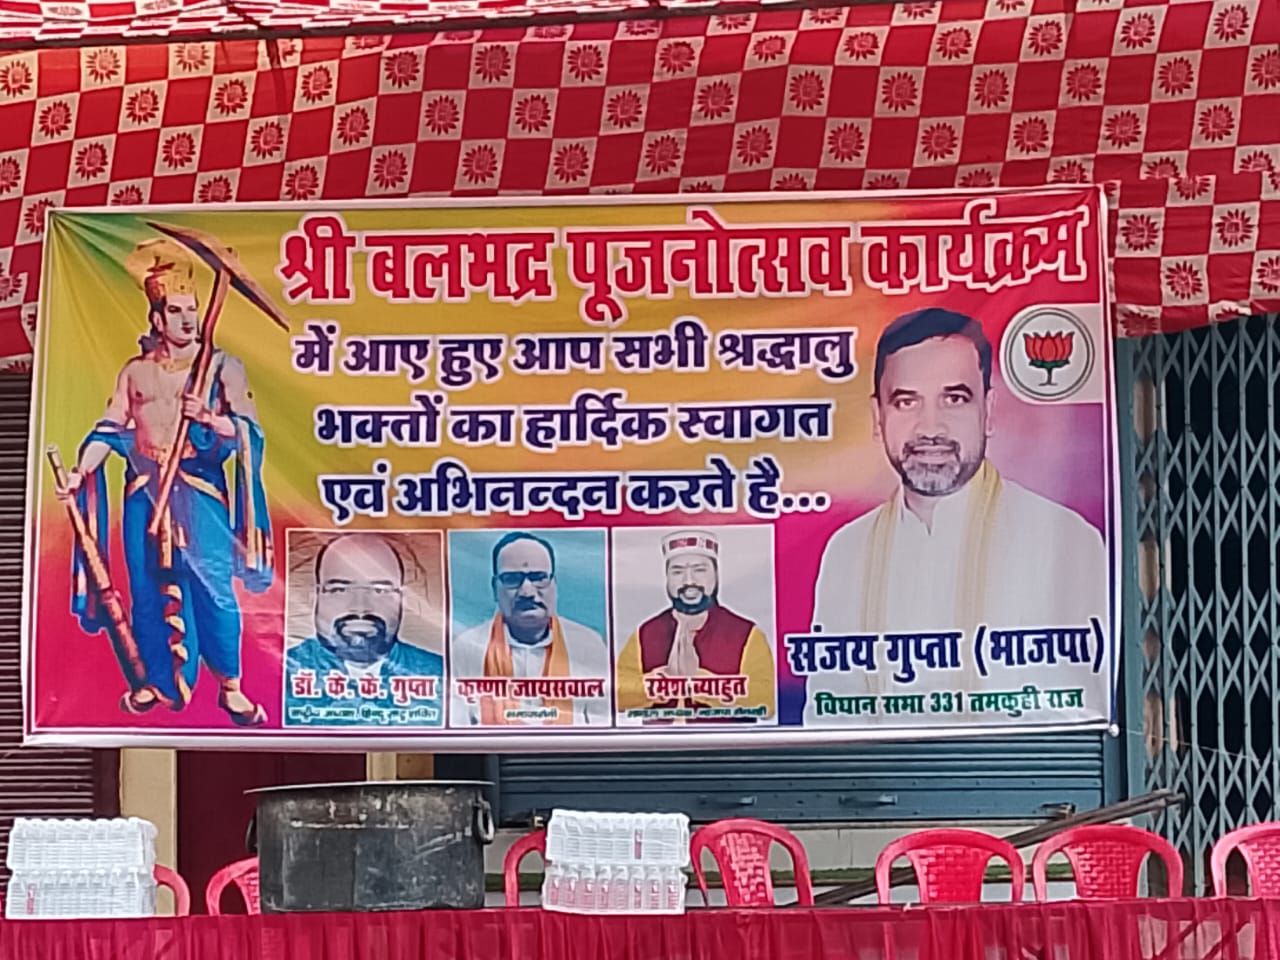 श्री बलभद्र पूजनोत्सव कार्यक्रम
में आए हुए आप सभी श्रद्धालु
भक्तों का हार्दिक स्वागत
एवं अभिनन्दन करते है...
डॉ. के. के. गुप्ता
कृष्णा जायसवाल
रमेश ब्याहुत
संजय गुप्ता (भाजपा)
विधान सभा 331 तमकुही राज